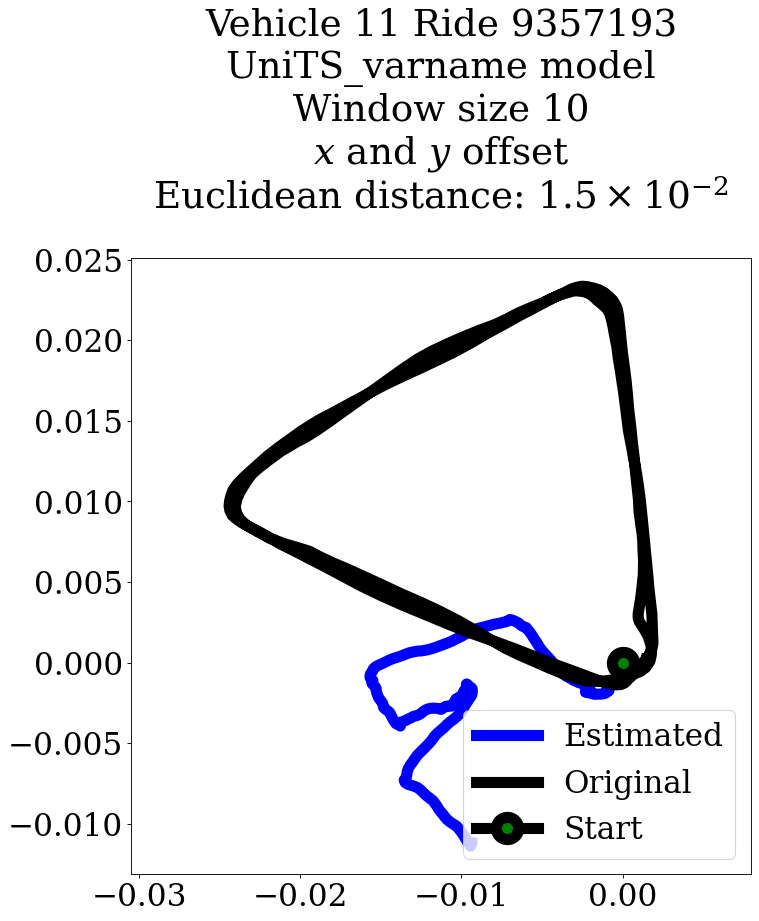 Vehicle 11 Ride 9357193
UniTS_varname model
Window size 10
x and y offset
Euclidean distance: 1.5 × 10⁻²
0.025
0.020
0.015
0.010
0.005
0.000
−0.005
−0.010
Estimated
Original
Start
−0.03
−0.02
−0.01
0.00